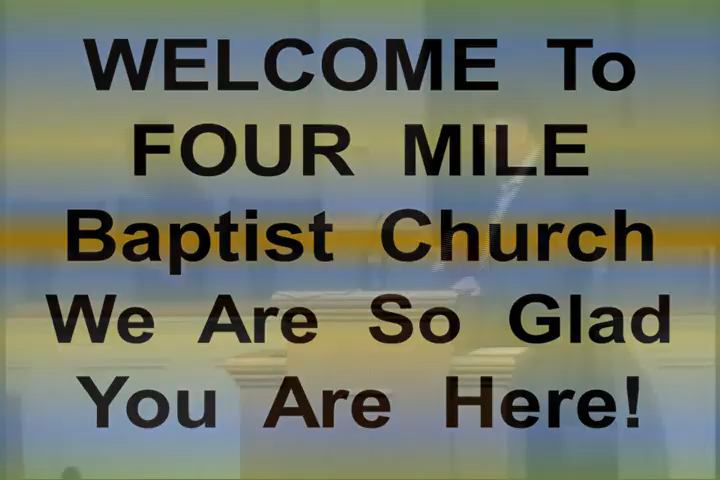 WELCOME To
FOUR MILE
Baptist Church
We Are So Glad
You Are Here!